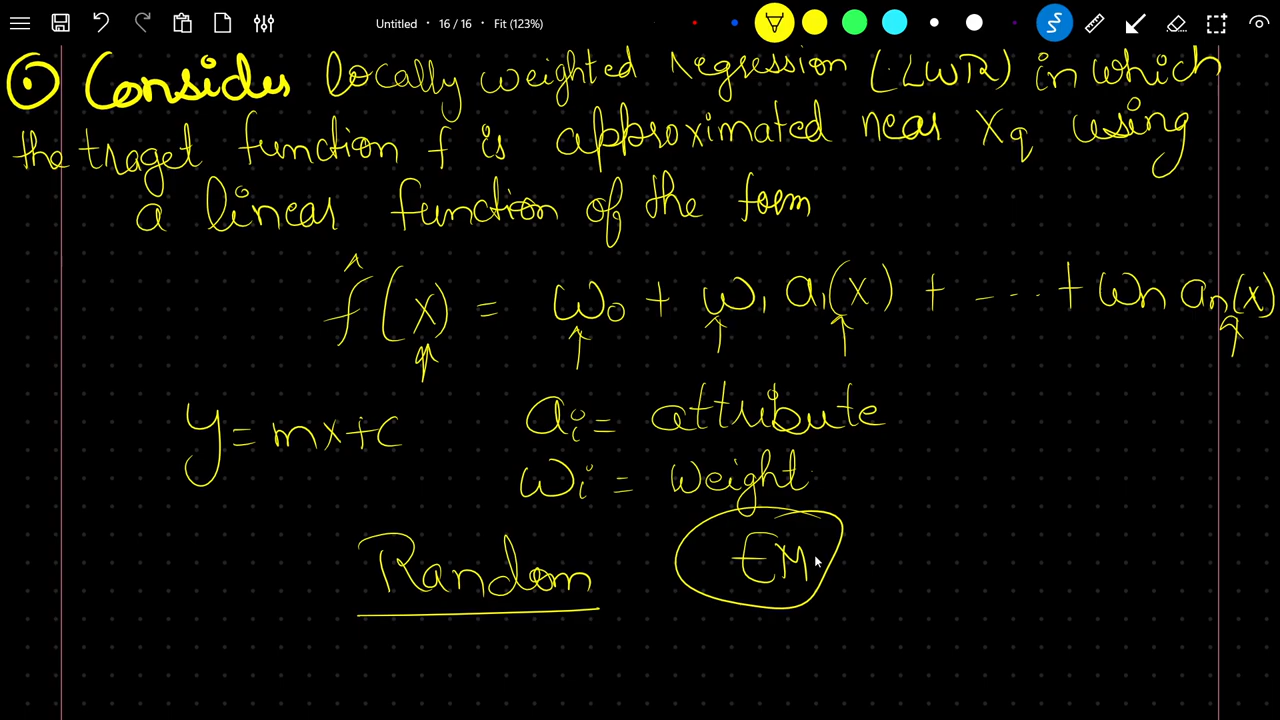 Untitled • 16 / 16 • Fit (123%)
Consider locally weighted regression (LWR) in which
the traget function f is approximated near xq using
a linear function of the form
f̂(x) = w0 + w1 a1(x) + - ... + wn an(x)
y = mx + c
ai = attribute
wi = weight
Random
EM